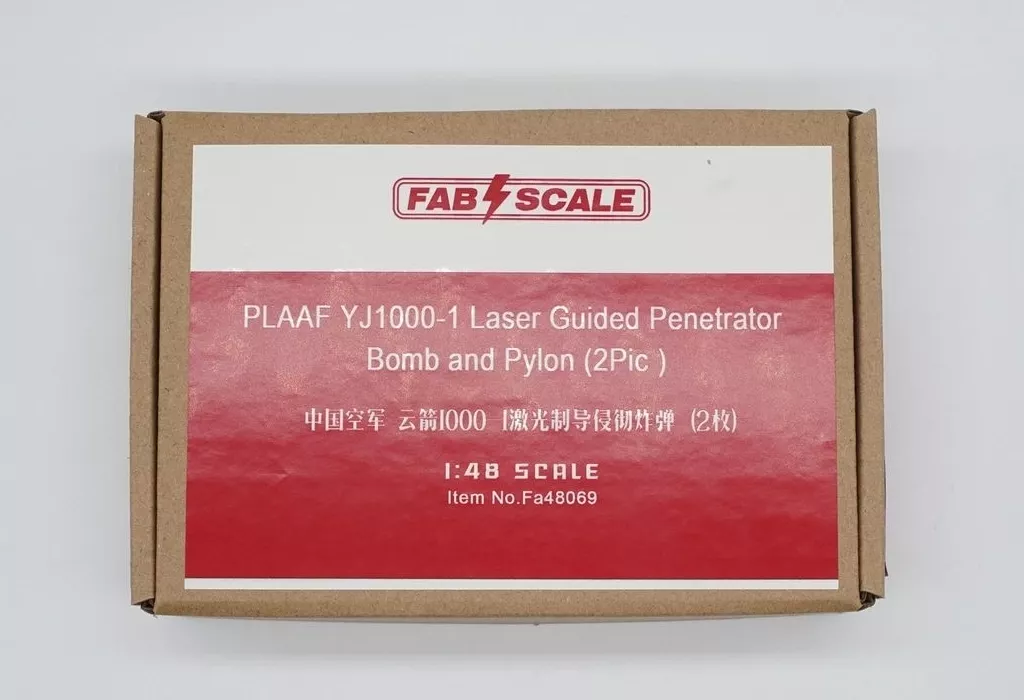 FAB SCALE
PLAAF YJ1000-1 Laser Guided Penetrator
Bomb and Pylon (2Pic )
中国空军 云箭1000 1激光制导侵彻炸弹 (2枚)
1:48 SCALE
Item No.Fa48069